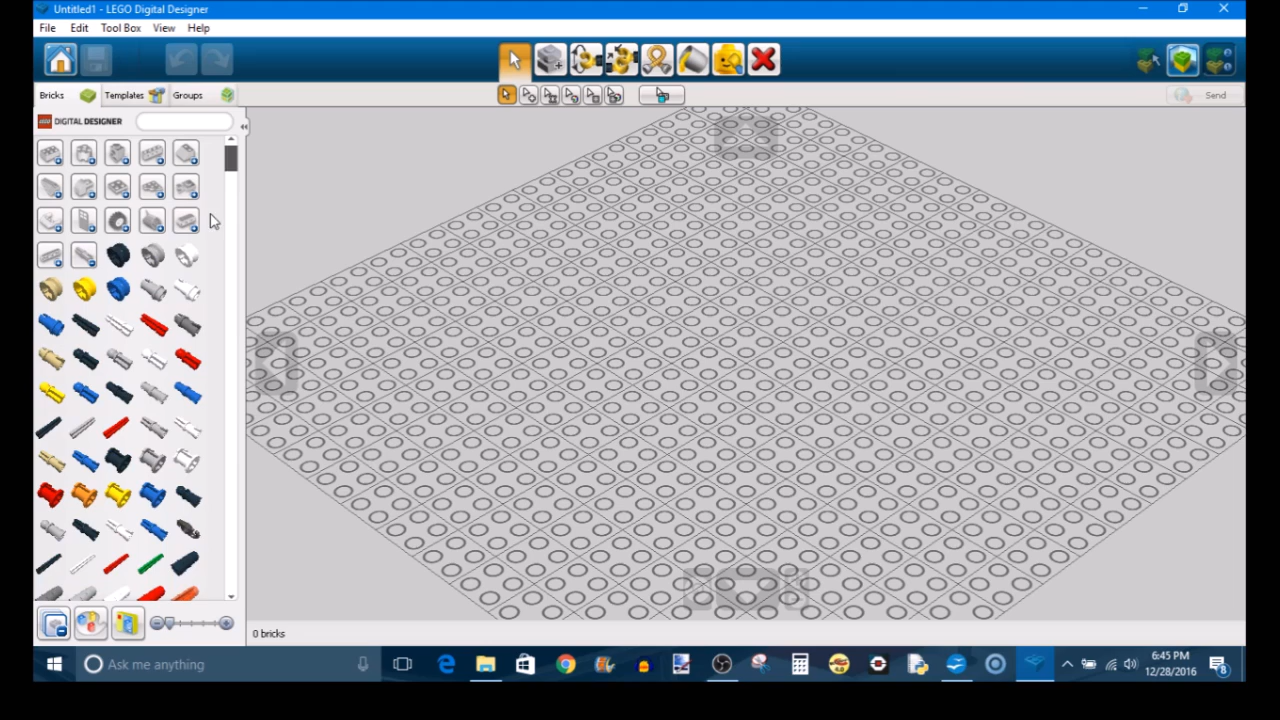 Untitled1 - LEGO Digital Designer
File Edit Tool Box View Help
Bricks Templates Groups
Send
DIGITAL DESIGNER
0 bricks
Ask me anything
6:45 PM
12/28/2016
8